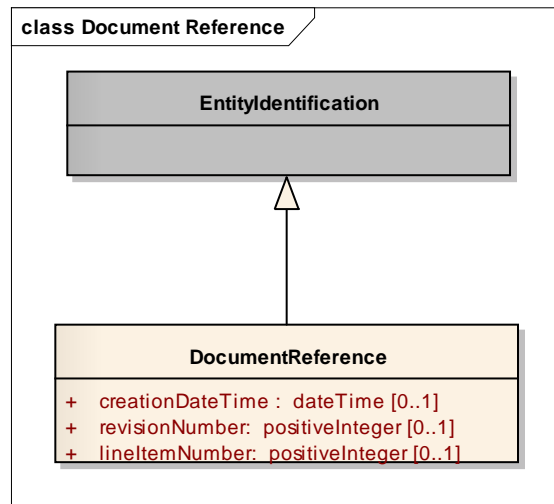 class Document Reference
EntityIdentification
DocumentReference
+ creationDateTime : dateTime [0..1]
+ revisionNumber: positiveInteger [0..1]
+ lineItemNumber: positiveInteger [0..1]